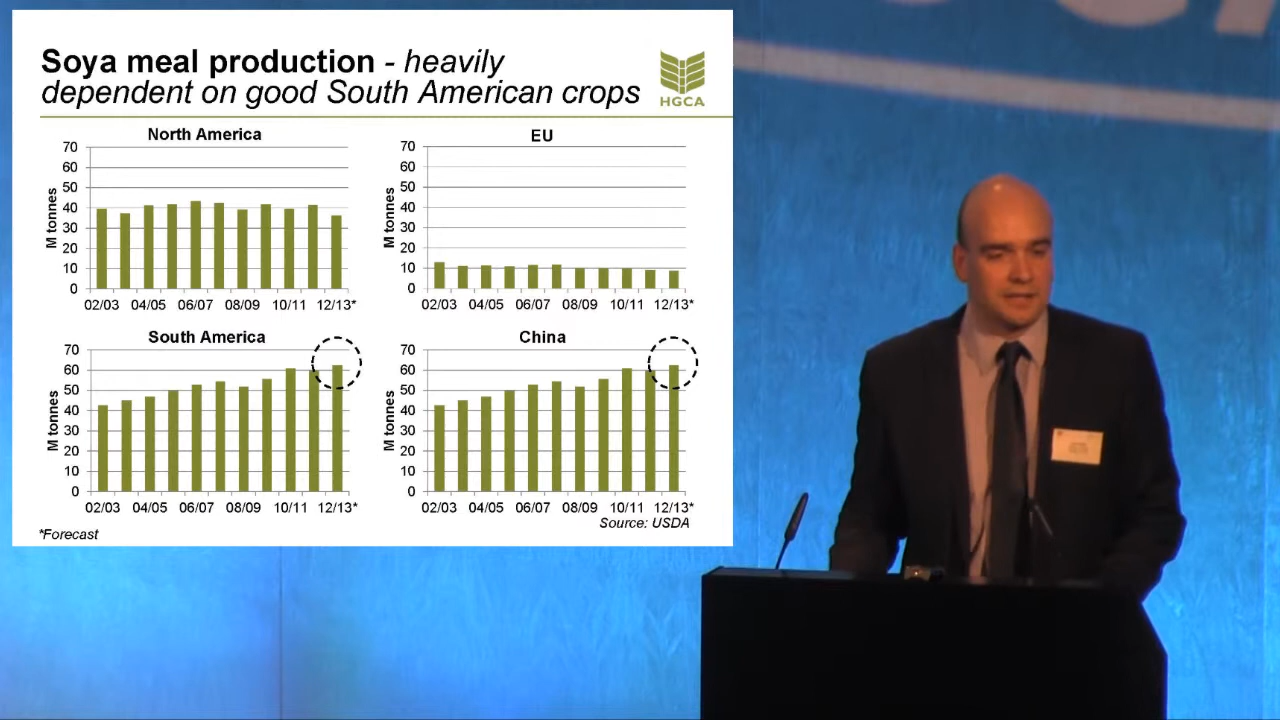 Soya meal production - heavily
dependent on good South American crops
HGCA
North America
M tonnes
70
60
50
40
30
20
10
0
02/03 04/05 06/07 08/09 10/11 12/13*
EU
M tonnes
70
60
50
40
30
20
10
0
02/03 04/05 06/07 08/09 10/11 12/13*
South America
M tonnes
70
60
50
40
30
20
10
0
02/03 04/05 06/07 08/09 10/11 12/13*
China
M tonnes
70
60
50
40
30
20
10
0
02/03 04/05 06/07 08/09 10/11 12/13*
Source: USDA
*Forecast